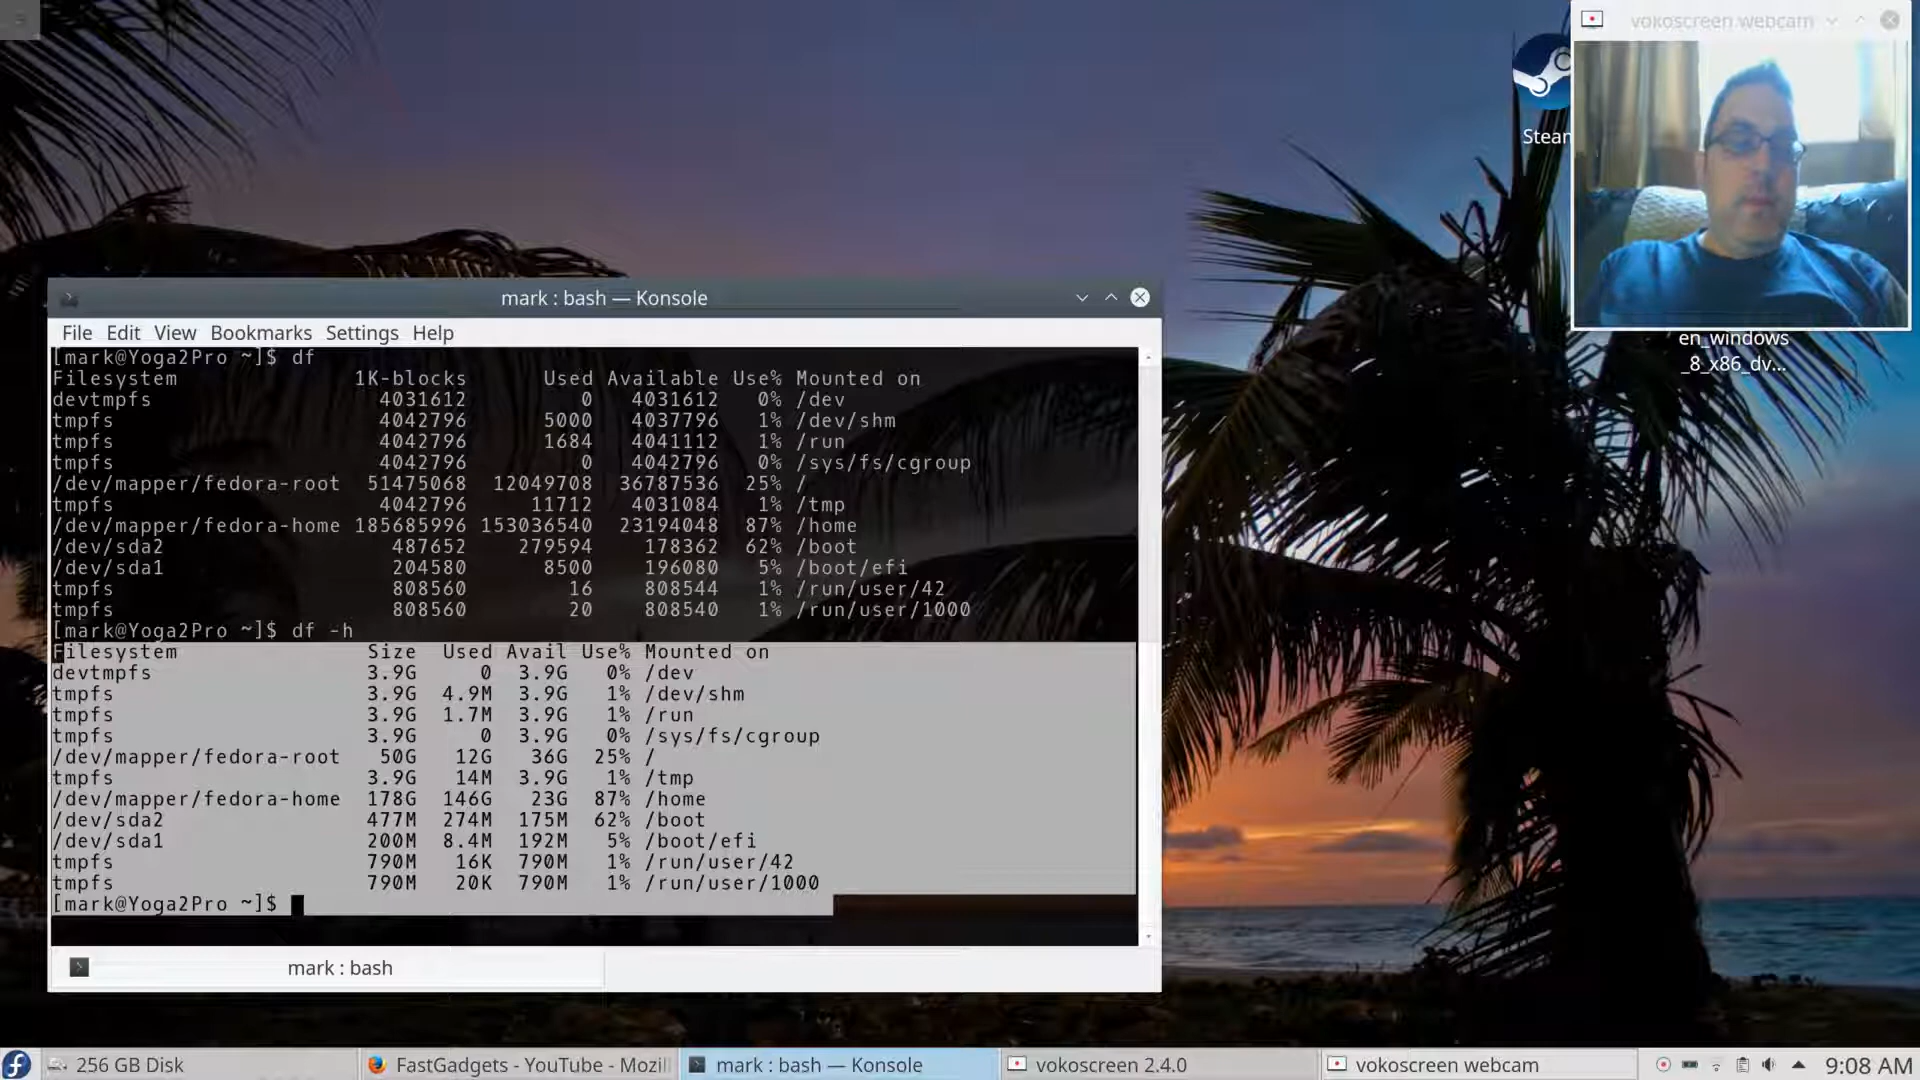 vokoscreen webcam
Steam
en_windows
_8_x86_dv...
mark : bash — Konsole
File Edit View Bookmarks Settings Help
[mark@Yoga2Pro ~]$ df
Filesystem 1K-blocks Used Available Use% Mounted on
devtmpfs 4031612 0 4031612 0% /dev
tmpfs 4042796 5000 4037796 1% /dev/shm
tmpfs 4042796 1684 4041112 1% /run
tmpfs 4042796 0 4042796 0% /sys/fs/cgroup
/dev/mapper/fedora-root 51475068 12049708 36787536 25% /
tmpfs 4042796 11712 4031084 1% /tmp
/dev/mapper/fedora-home 185685996 153036540 23194048 87% /home
/dev/sda2 487652 279594 178362 62% /boot
/dev/sda1 204580 8500 196080 5% /boot/efi
tmpfs 808560 16 808544 1% /run/user/42
tmpfs 808560 20 808540 1% /run/user/1000
[mark@Yoga2Pro ~]$ df -h
Filesystem Size Used Avail Use% Mounted on
devtmpfs 3.9G 0 3.9G 0% /dev
tmpfs 3.9G 4.9M 3.9G 1% /dev/shm
tmpfs 3.9G 1.7M 3.9G 1% /run
tmpfs 3.9G 0 3.9G 0% /sys/fs/cgroup
/dev/mapper/fedora-root 50G 12G 36G 25% /
tmpfs 3.9G 14M 3.9G 1% /tmp
/dev/mapper/fedora-home 178G 146G 23G 87% /home
/dev/sda2 477M 274M 175M 62% /boot
/dev/sda1 200M 8.4M 192M 5% /boot/efi
tmpfs 790M 16K 790M 1% /run/user/42
tmpfs 790M 20K 790M 1% /run/user/1000
[mark@Yoga2Pro ~]$
mark : bash
256 GB Disk
FastGadgets - YouTube - Mozil
mark : bash — Konsole
vokoscreen 2.4.0
vokoscreen webcam
9:08 AM